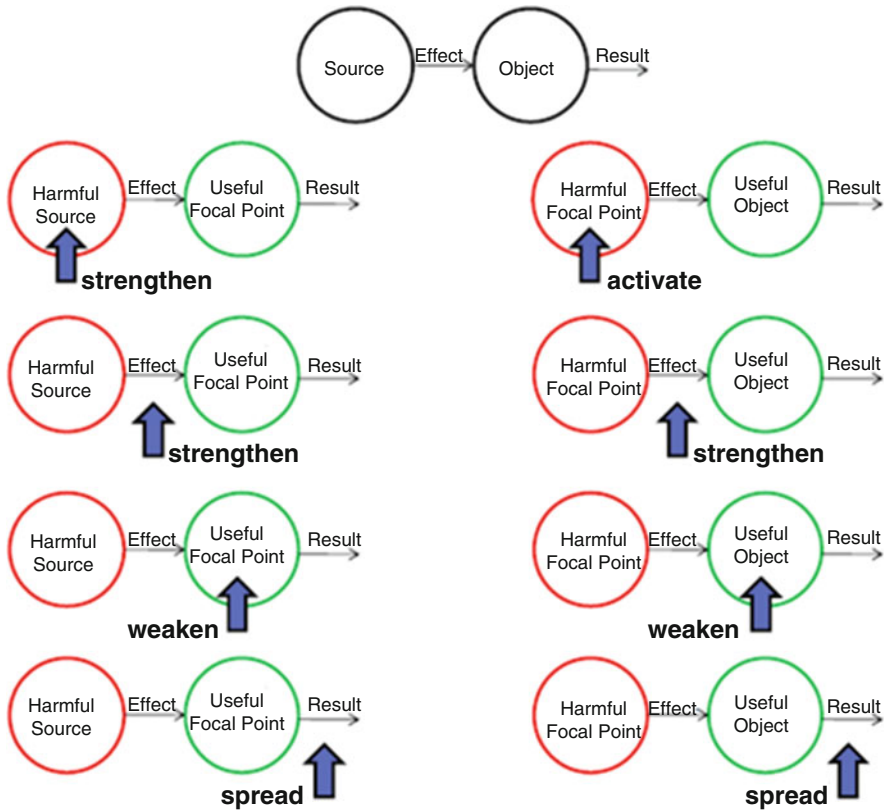 Source
Effect
Object
Result
Harmful
Source
Effect
Useful
Focal Point
Result
strengthen
Harmful
Focal Point
Effect
Useful
Object
Result
activate
Harmful
Source
Effect
Useful
Focal Point
Result
strengthen
Harmful
Focal Point
Effect
Useful
Object
Result
strengthen
Harmful
Source
Effect
Useful
Focal Point
Result
weaken
Harmful
Focal Point
Effect
Useful
Object
Result
weaken
Harmful
Source
Effect
Useful
Focal Point
Result
spread
Harmful
Focal Point
Effect
Useful
Object
Result
spread